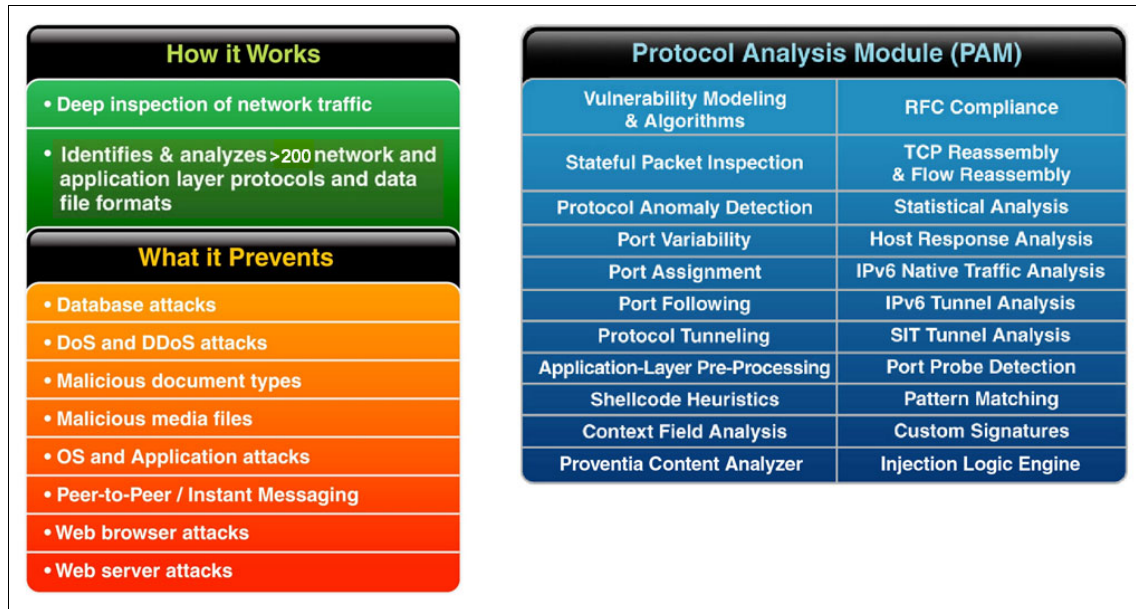 How it Works
• Deep inspection of network traffic
• Identifies & analyzes >200 network and
application layer protocols and data
file formats
What it Prevents
• Database attacks
• DoS and DDoS attacks
• Malicious document types
• Malicious media files
• OS and Application attacks
• Peer-to-Peer / Instant Messaging
• Web browser attacks
• Web server attacks
Protocol Analysis Module (PAM)
Vulnerability Modeling
& Algorithms
RFC Compliance
Stateful Packet Inspection
TCP Reassembly
& Flow Reassembly
Protocol Anomaly Detection
Statistical Analysis
Port Variability
Host Response Analysis
Port Assignment
IPv6 Native Traffic Analysis
Port Following
IPv6 Tunnel Analysis
Protocol Tunneling
SIT Tunnel Analysis
Application-Layer Pre-Processing
Port Probe Detection
Shellcode Heuristics
Pattern Matching
Context Field Analysis
Custom Signatures
Proventia Content Analyzer
Injection Logic Engine